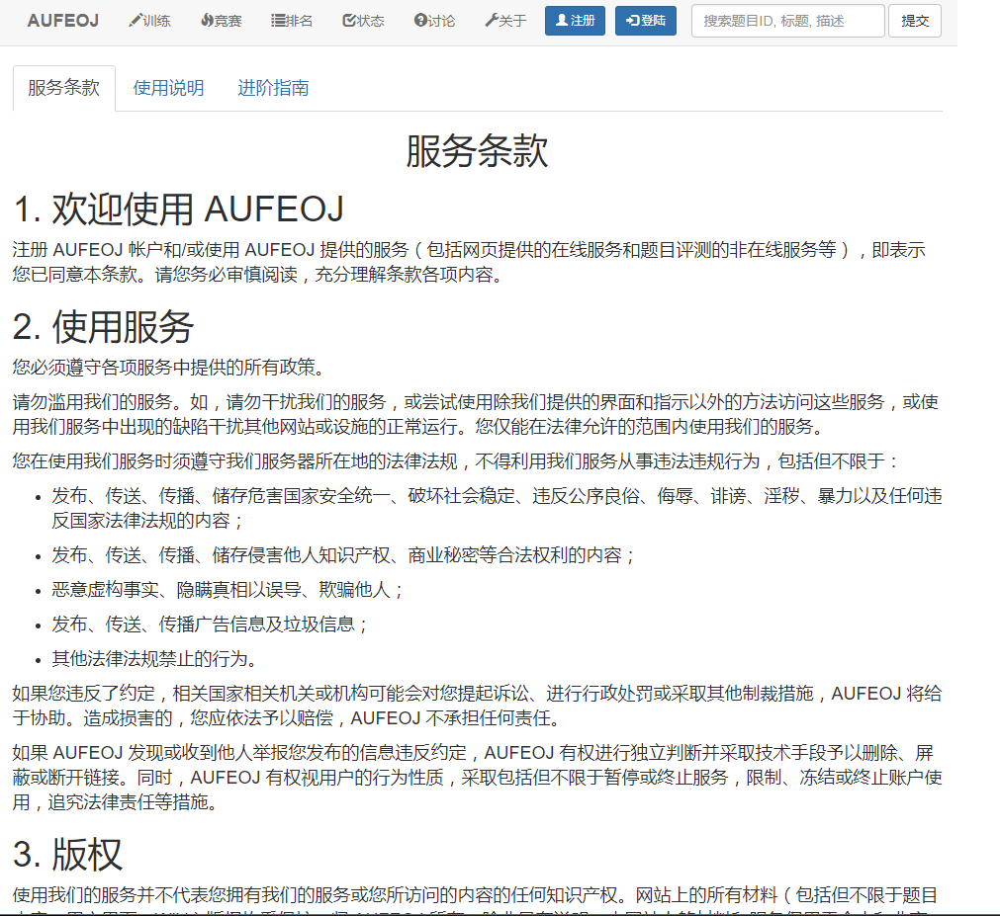 AUFEOJ 训练 竞赛 排名 状态 讨论 关于 注册 登陆 搜索题目ID, 标题, 描述 提交
服务条款 使用说明 进阶指南
服务条款
1. 欢迎使用 AUFEOJ
注册 AUFEOJ 帐户和/或使用 AUFEOJ 提供的服务（包括网页提供的在线服务和题目评测的非在线服务等），即表示
您已同意本条款。请您务必审慎阅读，充分理解条款各项内容。
2. 使用服务
您必须遵守各项服务中提供的所有政策。
请勿滥用我们的服务。如，请勿干扰我们的服务，或尝试使用除我们提供的界面和指示以外的方法访问这些服务，或使
用我们服务中出现的缺陷干扰其他网站或设施的正常运行。您仅能在法律允许的范围内使用我们的服务。
您在使用我们服务时须遵守我们服务器所在地的法律法规，不得利用我们服务从事违法违规行为，包括但不限于：
• 发布、传送、传播、储存危害国家安全统一、破坏社会稳定、违反公序良俗、侮辱、诽谤、淫秽、暴力以及任何违
反国家法律法规的内容；
• 发布、传送、传播、储存侵害他人知识产权、商业秘密等合法权利的内容；
• 恶意虚构事实、隐瞒真相以误导、欺骗他人；
• 发布、传送、传播广告信息及垃圾信息；
• 其他法律法规禁止的行为。
如果您违反了约定，相关国家相关机关或机构可能会对您提起诉讼、进行行政处罚或采取其他制裁措施，AUFEOJ 将给
于协助。造成损害的，您应依法予以赔偿，AUFEOJ 不承担任何责任。
如果 AUFEOJ 发现或收到他人举报您发布的信息违反约定，AUFEOJ 有权进行独立判断并采取技术手段予以删除、屏
蔽或断开链接。同时，AUFEOJ 有权视用户的行为性质，采取包括但不限于暂停或终止服务，限制、冻结或终止账户使
用，追究法律责任等措施。
3. 版权
使用我们的服务并不代表您拥有我们的服务或您所访问的内容的任何知识产权。网站上的所有材料（包括但不限于题目